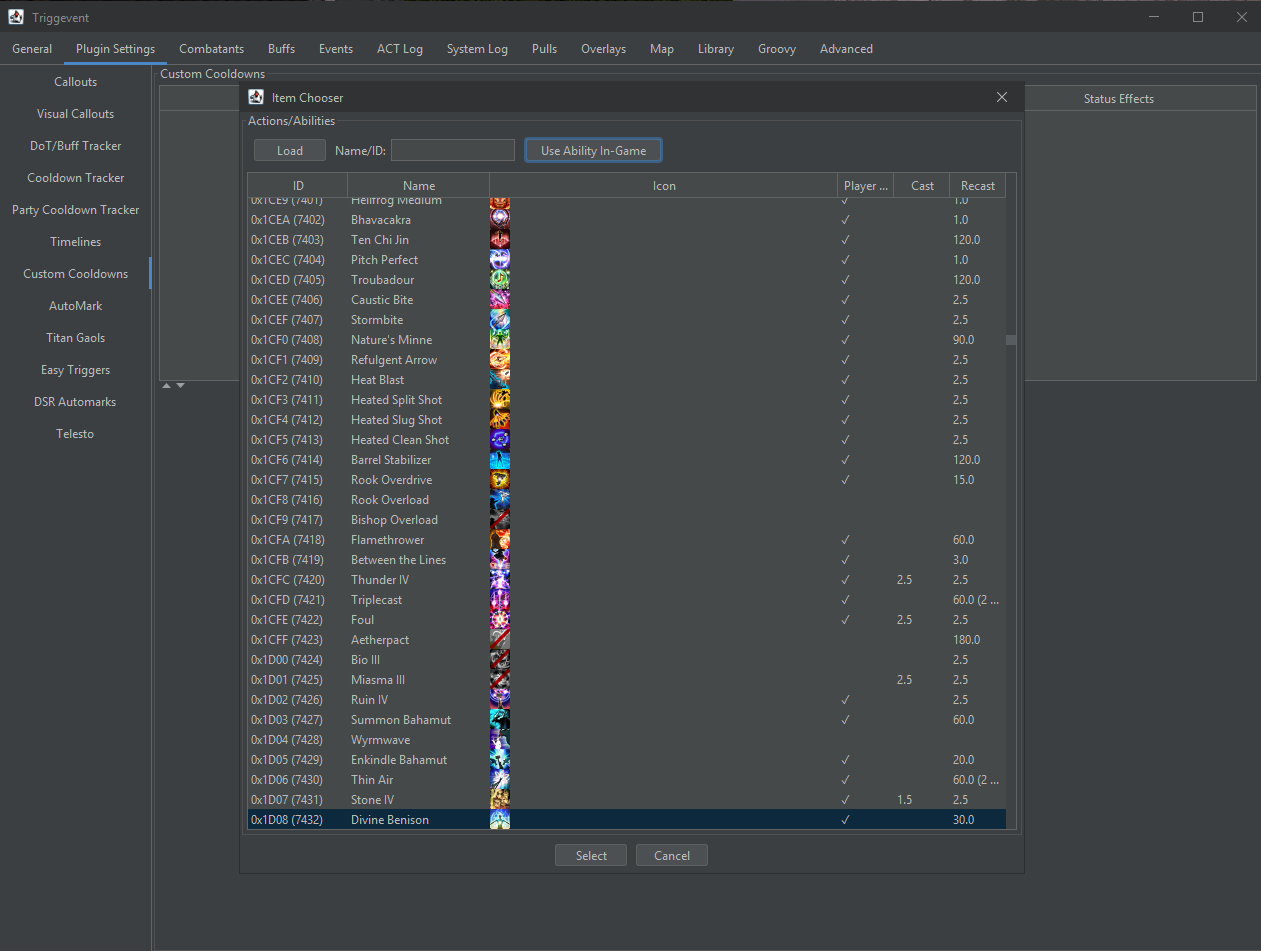 Triggevent
General Plugin Settings Combatants Buffs Events ACT Log System Log Pulls Overlays Map Library Groovy Advanced
Callouts
Visual Callouts
DoT/Buff Tracker
Cooldown Tracker
Party Cooldown Tracker
Timelines
Custom Cooldowns
AutoMark
Titan Gaols
Easy Triggers
DSR Automarks
Telesto
Custom Cooldowns
Status Effects
Item Chooser
Actions/Abilities
Load Name/ID: Use Ability In-Game
ID Name Icon Player ... Cast Recast
0x1CE9 (7401) Hellfrog Medium ✓ 1.0
0x1CEA (7402) Bhavacakra ✓ 1.0
0x1CEB (7403) Ten Chi Jin ✓ 120.0
0x1CEC (7404) Pitch Perfect ✓ 1.0
0x1CED (7405) Troubadour ✓ 120.0
0x1CEE (7406) Caustic Bite ✓ 2.5
0x1CEF (7407) Stormbite ✓ 2.5
0x1CF0 (7408) Nature's Minne ✓ 90.0
0x1CF1 (7409) Refulgent Arrow ✓ 2.5
0x1CF2 (7410) Heat Blast ✓ 2.5
0x1CF3 (7411) Heated Split Shot ✓ 2.5
0x1CF4 (7412) Heated Slug Shot ✓ 2.5
0x1CF5 (7413) Heated Clean Shot ✓ 2.5
0x1CF6 (7414) Barrel Stabilizer ✓ 120.0
0x1CF7 (7415) Rook Overdrive ✓ 15.0
0x1CF8 (7416) Rook Overload
0x1CF9 (7417) Bishop Overload
0x1CFA (7418) Flamethrower ✓ 60.0
0x1CFB (7419) Between the Lines ✓ 3.0
0x1CFC (7420) Thunder IV ✓ 2.5 2.5
0x1CFD (7421) Triplecast ✓ 60.0 (2 ...
0x1CFE (7422) Foul ✓ 2.5 2.5
0x1CFF (7423) Aetherpact 180.0
0x1D00 (7424) Bio III 2.5
0x1D01 (7425) Miasma III 2.5 2.5
0x1D02 (7426) Ruin IV ✓ 2.5
0x1D03 (7427) Summon Bahamut ✓ 60.0
0x1D04 (7428) Wyrmwave
0x1D05 (7429) Enkindle Bahamut ✓ 20.0
0x1D06 (7430) Thin Air ✓ 60.0 (2 ...
0x1D07 (7431) Stone IV ✓ 1.5 2.5
0x1D08 (7432) Divine Benison ✓ 30.0
Select Cancel